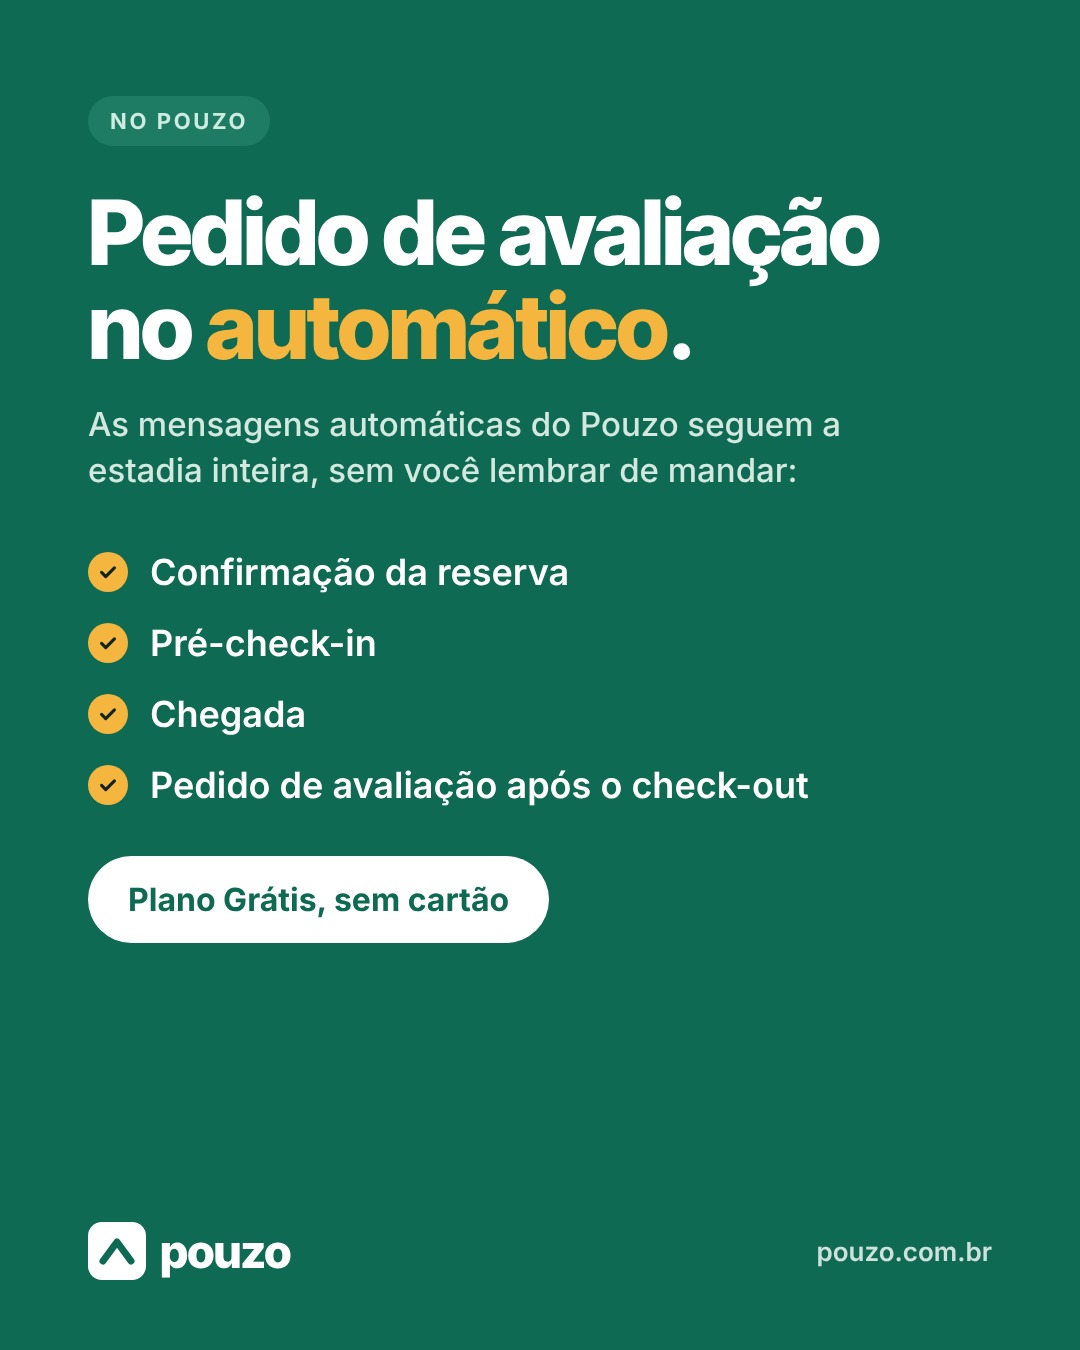 NO POUZO
Pedido de avaliação
no automático.
As mensagens automáticas do Pouzo seguem a
estadia inteira, sem você lembrar de mandar:
Confirmação da reserva
Pré-check-in
Chegada
Pedido de avaliação após o check-out
Plano Grátis, sem cartão
pouzo
pouzo.com.br